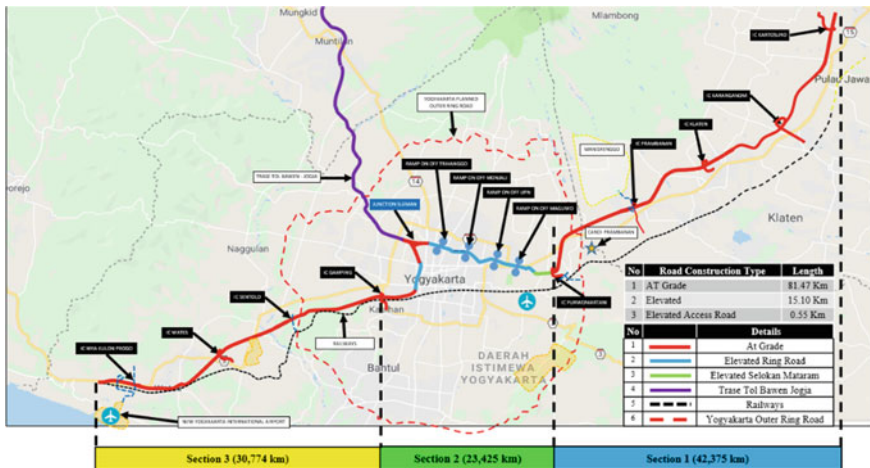 Mungkid
Muntilan
Mlambong
IC KARTOSURO
15
Pulau Jawa
YOGYAKARTA PLANNED
OUTER RING ROAD
IC KARANGANOM
IC KLATEN
IC PRAMBANAN
MANISRENGGO
RAMP ON OFF TRIHANGGO
RAMP ON OFF MONJALI
RAMP ON OFF UPN
RAMP ON OFF MAGUWO
TRASE TOL BAWEN - JOGJA
14
orejo
JUNCTION SLEMAN
Klaten
CANDI PRAMBANAN
Naggulan
Yogyakarta
IC GAMPING
IC PURWOMARTANI
IC SENTOLO
IC WATES
RAILWAYS
Bantul
DAERAH
ISTIMEWA
YOGYAKARTA
3
IC NYIA KULON PROGO
NEW YOGYAKARTA INTERNATIONAL AIRPORT
No Road Construction Type Length
1 AT Grade 81.47 Km
2 Elevated 15.10 Km
3 Elevated Access Road 0.55 Km
No Details
1 At Grade
2 Elevated Ring Road
3 Elevated Selokan Mataram
4 Trase Tol Bawen Jogja
5 Railways
6 Yogyakarta Outer Ring Road
Section 3 (30,774 km) Section 2 (23,425 km) Section 1 (42,375 km)